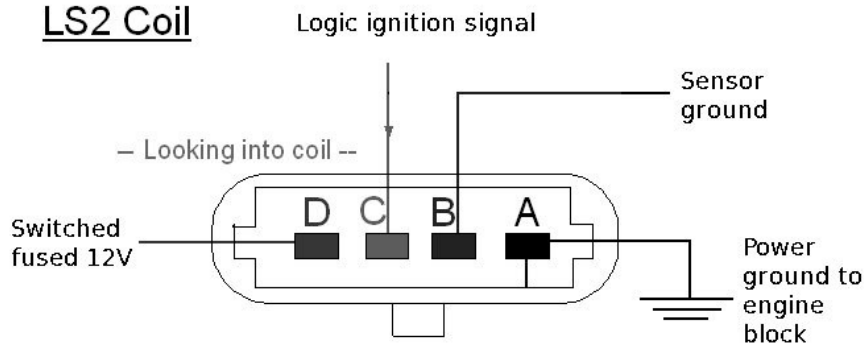 LS2 Coil
Logic ignition signal
Sensor
ground
– Looking into coil --
D C B A
Switched
fused 12V
Power
ground to
engine
block